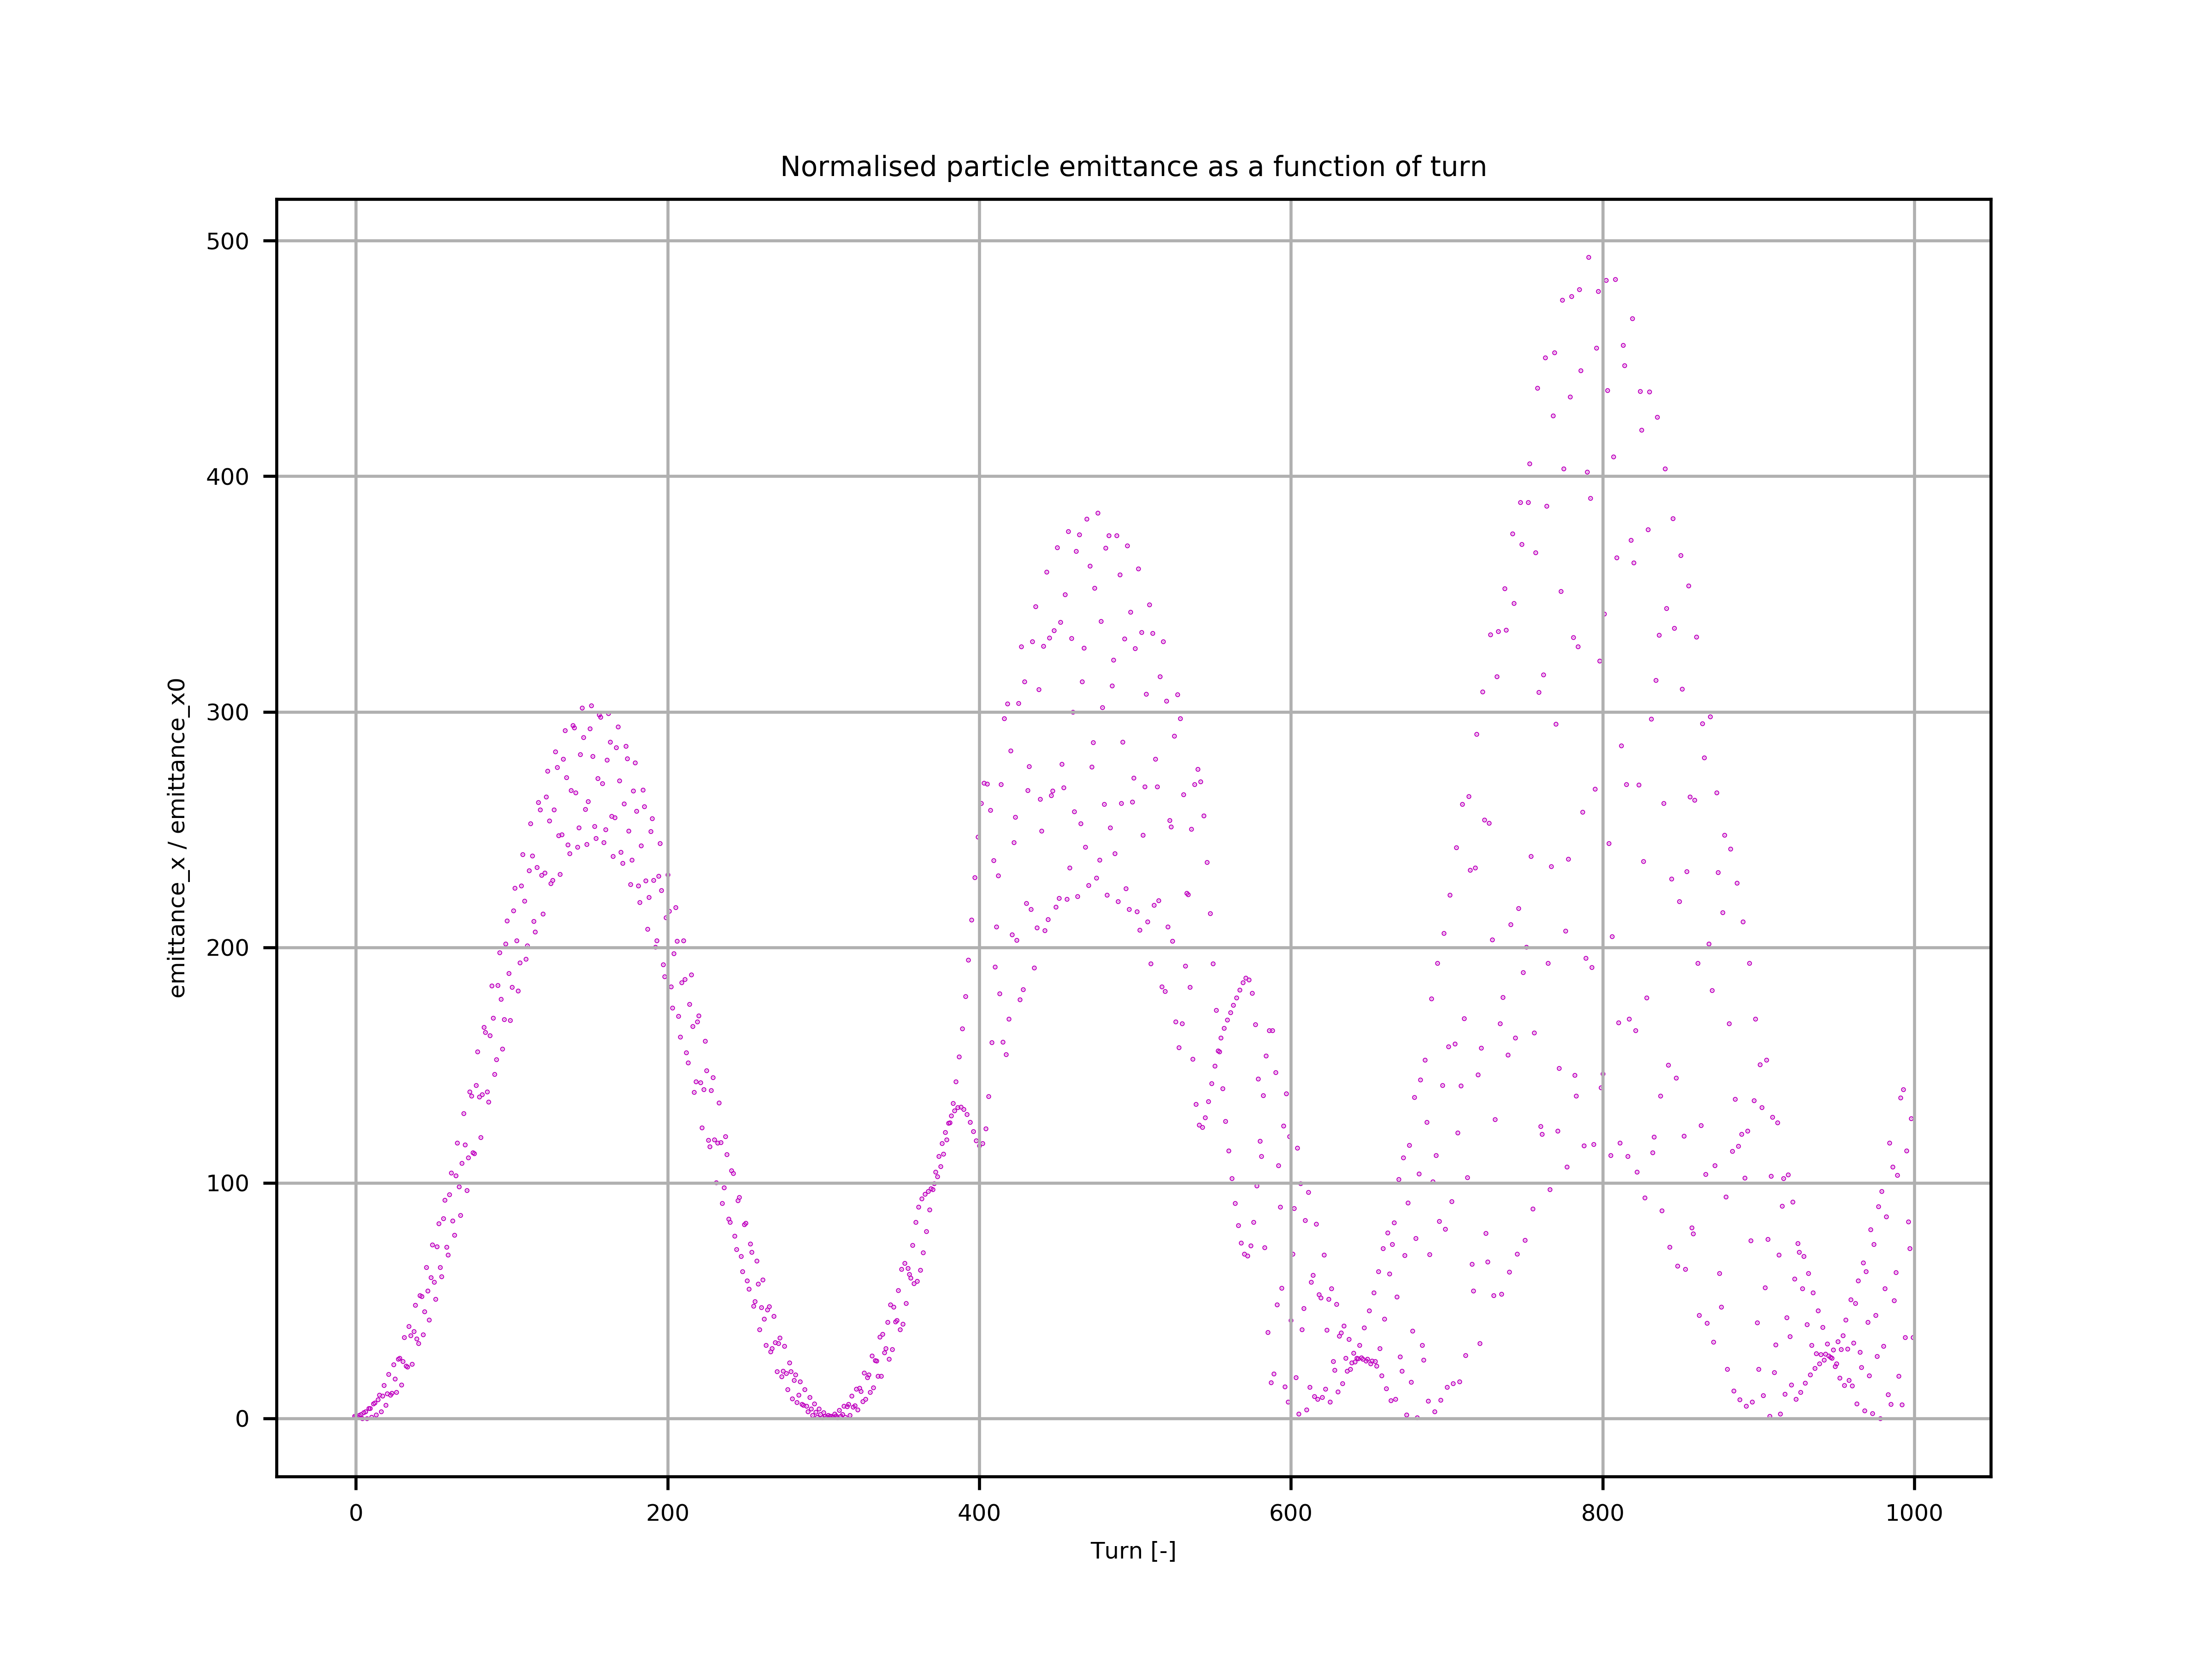 Normalised particle emittance as a function of turn
500
400
300
200
100
0
emittance_x / emittance_x0
0 200 400 600 800 1000
Turn [-]